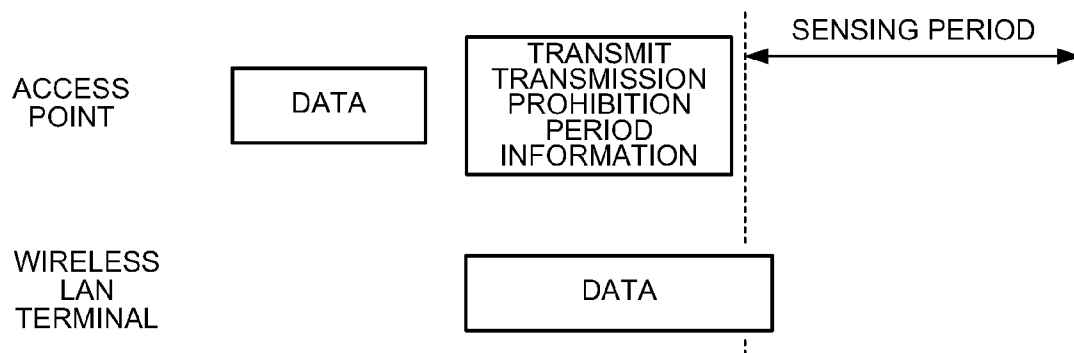 SENSING PERIOD
ACCESS
POINT
DATA
TRANSMIT
TRANSMISSION
PROHIBITION
PERIOD
INFORMATION
WIRELESS
LAN
TERMINAL
DATA